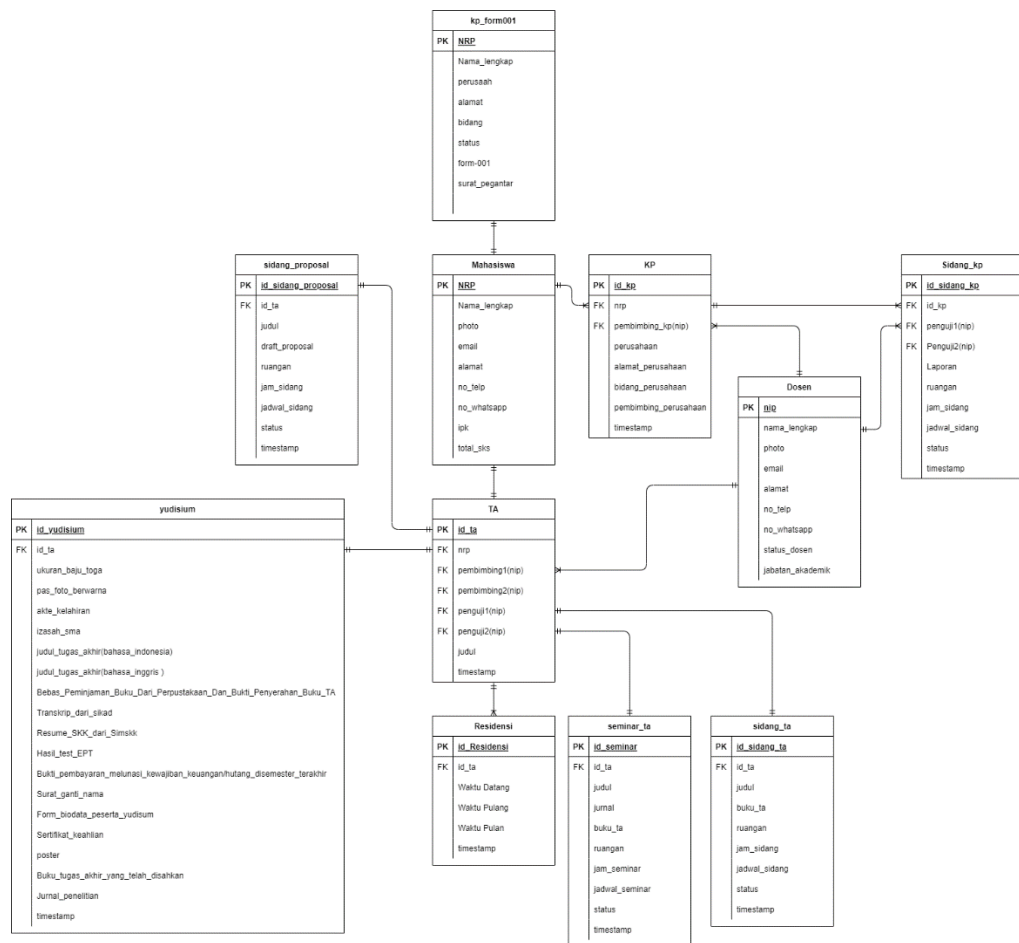 kp_form001
PK NRP
Nama_lengkap
perusaah
alamat
bidang
status
form-001
surat_pegantar
sidang_proposal
PK id_sidang_proposal
FK id_ta
judul
draft_proposal
ruangan
jam_sidang
jadwal_sidang
status
timestamp
Mahasiswa
PK NRP
Nama_lengkap
photo
email
alamat
no_telp
no_whatsapp
ipk
total_sks
KP
PK id_kp
FK nrp
FK pembimbing_kp(nip)
perusahaan
alamat_perusahaan
bidang_perusahaan
pembimbing_perusahaan
timestamp
Sidang_kp
PK id_sidang_kp
FK id_kp
FK penguji1(nip)
FK Penguji2(nip)
Laporan
ruangan
jam_sidang
jadwal_sidang
status
timestamp
Dosen
PK nip
nama_lengkap
photo
email
alamat
no_telp
no_whatsapp
status_dosen
jabatan_akademik
yudisium
PK id_yudisium
FK id_ta
ukuran_baju_toga
pas_foto_berwarna
akte_kelahiran
izasah_sma
judul_tugas_akhir(bahasa_indonesia)
judul_tugas_akhir(bahasa_inggris )
Bebas_Peminjaman_Buku_Dari_Perpustakaan_Dan_Bukti_Penyerahan_Buku_TA
Transkrip_dari_sikad
Resume_SKK_dari_Simskk
Hasil_test_EPT
Bukti_pembayaran_melunasi_kewajiban_keuangan/hutang_disemester_terakhir
Surat_ganti_nama
Form_biodata_peserta_yudisum
Sertifikat_keahlian
poster
Buku_tugas_akhir_yang_telah_disahkan
Jurnal_penelitian
timestamp
TA
PK id_ta
FK nrp
FK pembimbing1(nip)
FK pembimbing2(nip)
FK penguji1(nip)
FK penguji2(nip)
judul
timestamp
Residensi
PK id_Residensi
FK id_ta
Waktu Datang
Waktu Pulang
Waktu Pulan
timestamp
seminar_ta
PK id_seminar
FK id_ta
judul
jurnal
buku_ta
ruangan
jam_seminar
jadwal_seminar
status
timestamp
sidang_ta
PK id_sidang_ta
FK id_ta
judul
buku_ta
ruangan
jam_sidang
jadwal_sidang
status
timestamp